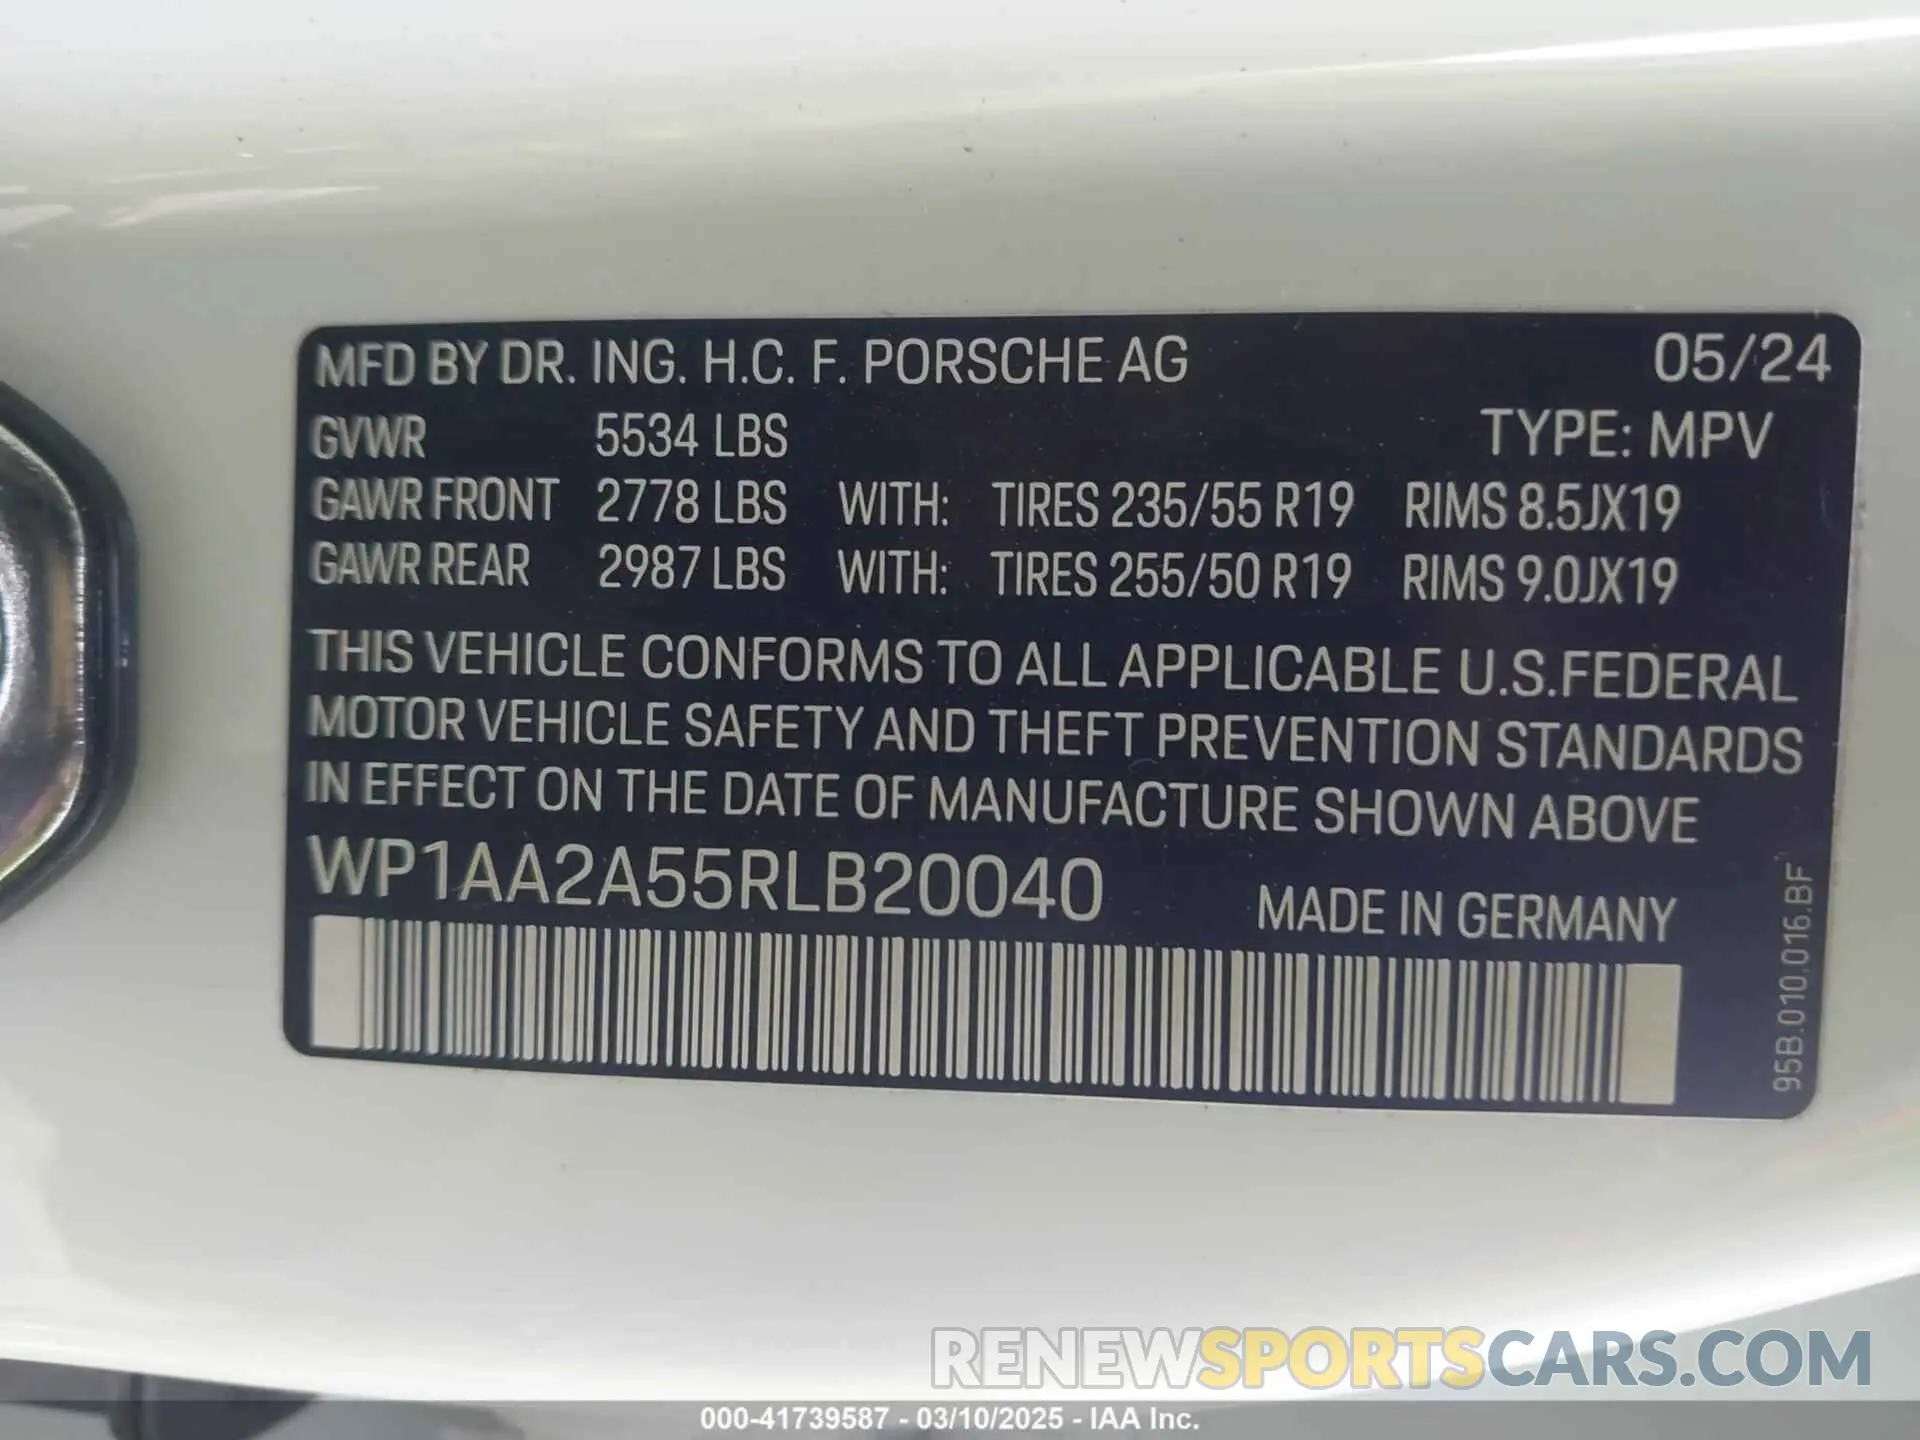 MFD BY DR. ING. H.C. F. PORSCHE AG 05/24
GVWR 5534 LBS TYPE: MPV
GAWR FRONT 2778 LBS WITH: TIRES 235/55 R19 RIMS 8.5JX19
GAWR REAR 2987 LBS WITH: TIRES 255/50 R19 RIMS 9.0JX19
THIS VEHICLE CONFORMS TO ALL APPLICABLE U.S.FEDERAL
MOTOR VEHICLE SAFETY AND THEFT PREVENTION STANDARDS
IN EFFECT ON THE DATE OF MANUFACTURE SHOWN ABOVE
WP1AA2A55RLB20040
MADE IN GERMANY
95B.010.016.BF
RENEWSPORTSCARS.COM
000-41739587 - 03/10/2025 - IAA Inc.